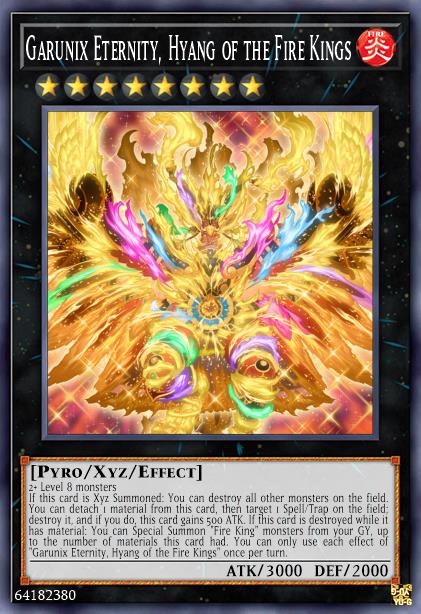 GARUNIX ETERNITY, HYANG OF THE FIRE KINGS
FIRE
炎
[PYRO/XYZ/EFFECT]
2+ Level 8 monsters
If this card is Xyz Summoned: You can destroy all other monsters on the field.
You can detach 1 material from this card, then target 1 Spell/Trap on the field;
destroy it, and if you do, this card gains 500 ATK. If this card is destroyed while it
has material: You can Special Summon "Fire King" monsters from your GY, up
to the number of materials this card had. You can only use each effect of
"Garunix Eternity, Hyang of the Fire Kings" once per turn.
ATK/3000 DEF/2000
64182380